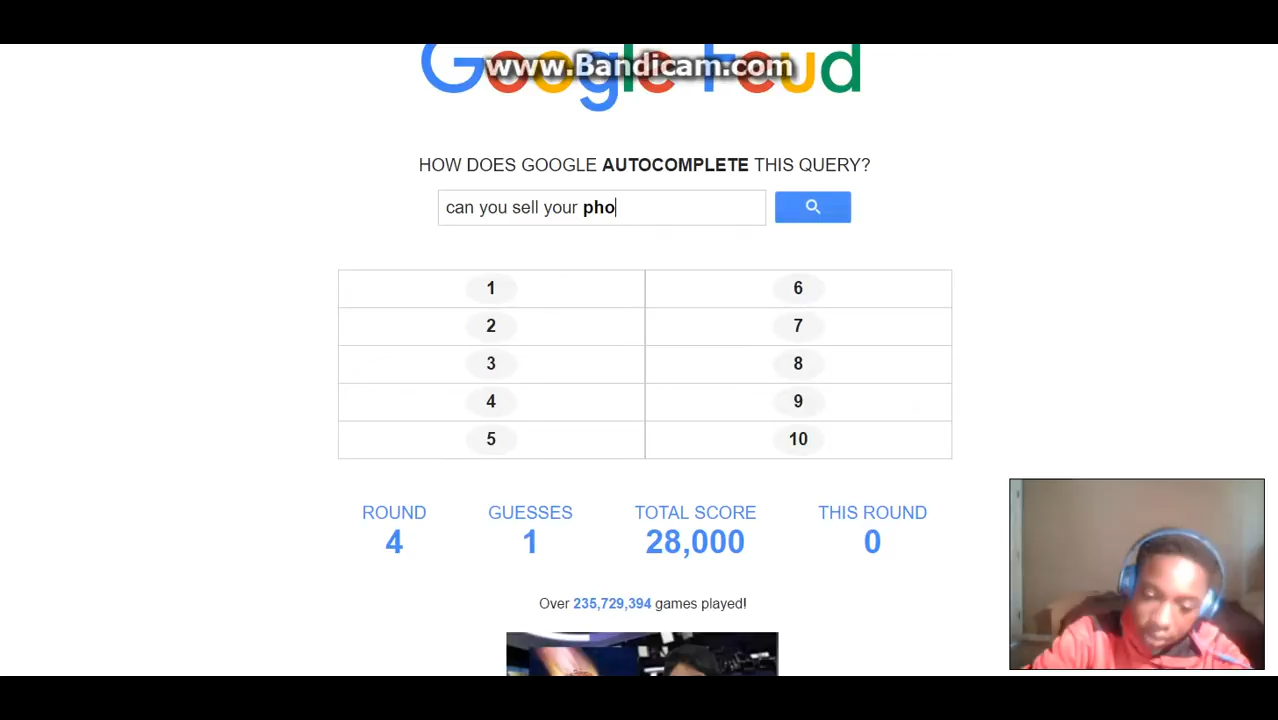 Google Feud
www.Bandicam.com
HOW DOES GOOGLE AUTOCOMPLETE THIS QUERY?
can you sell your pho
1 6
2 7
3 8
4 9
5 10
ROUND GUESSES TOTAL SCORE THIS ROUND
4 1 28,000 0
Over 235,729,394 games played!